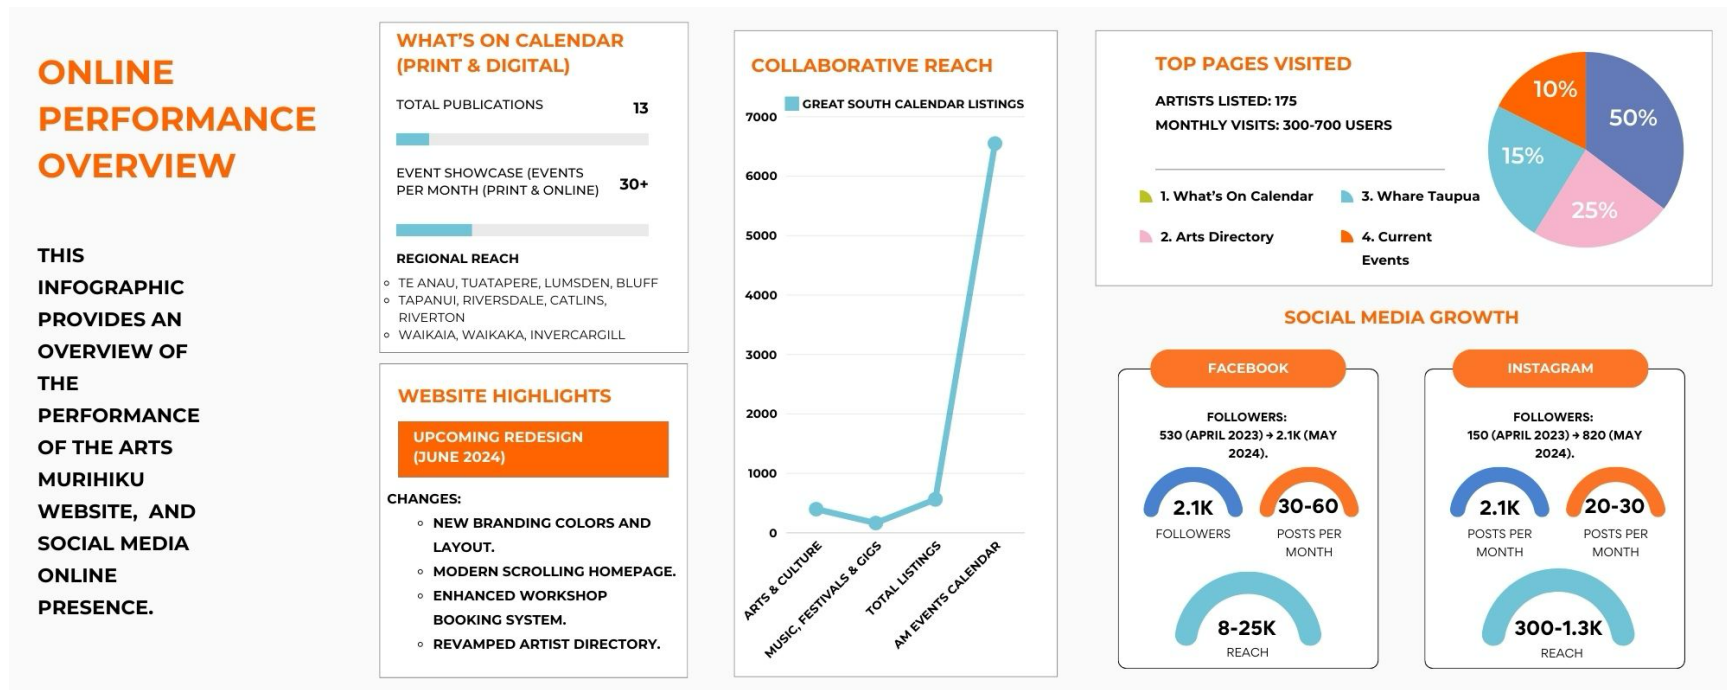 ONLINE
PERFORMANCE
OVERVIEW
THIS
INFOGRAPHIC
PROVIDES AN
OVERVIEW OF
THE
PERFORMANCE
OF THE ARTS
MURIHIKU
WEBSITE, AND
SOCIAL MEDIA
ONLINE
PRESENCE.
WHAT'S ON CALENDAR
(PRINT & DIGITAL)
TOTAL PUBLICATIONS 13
EVENT SHOWCASE (EVENTS
PER MONTH (PRINT & ONLINE) 30+
REGIONAL REACH
TE ANAU, TUATAPERE, LUMSDEN, BLUFF
TAPANUI, RIVERSDALE, CATLINS,
RIVERTON
WAIKAIA, WAIKAKA, INVERCARGILL
WEBSITE HIGHLIGHTS
UPCOMING REDESIGN
(JUNE 2024)
CHANGES:
NEW BRANDING COLORS AND
LAYOUT.
MODERN SCROLLING HOMEPAGE.
ENHANCED WORKSHOP
BOOKING SYSTEM.
REVAMPED ARTIST DIRECTORY.
COLLABORATIVE REACH
GREAT SOUTH CALENDAR LISTINGS
7000
6000
5000
4000
3000
2000
1000
0
ARTS & CULTURE
MUSIC, FESTIVALS & GIGS
TOTAL LISTINGS
AM EVENTS CALENDAR
TOP PAGES VISITED
ARTISTS LISTED: 175
MONTHLY VISITS: 300-700 USERS
1. What's On Calendar
2. Arts Directory
3. Whare Taupua
4. Current
Events
10%
50%
15%
25%
SOCIAL MEDIA GROWTH
FACEBOOK
FOLLOWERS:
530 (APRIL 2023) → 2.1K (MAY
2024).
2.1K
FOLLOWERS
30-60
POSTS PER
MONTH
8-25K
REACH
INSTAGRAM
FOLLOWERS:
150 (APRIL 2023) → 820 (MAY
2024).
2.1K
POSTS PER
MONTH
20-30
POSTS PER
MONTH
300-1.3K
REACH